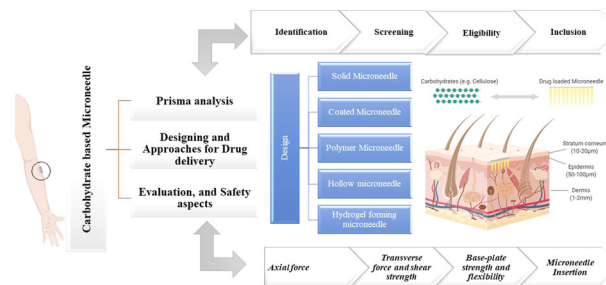 Identification
Screening
Eligibility
Inclusion
Carbohydrate based Microneedle
Prisma analysis
Designing and
Approaches for Drug
delivery
Evaluation, and Safety
aspects
Design
Solid Microneedle
Coated Microneedle
Polymer Microneedle
Hollow microneedle
Hydrogel forming
microneedle
Carbohydrates (e.g. Cellulose)
Drug loaded Microneedle
Stratum corneum
(10-20μm)
Epidermis
(50-100μm)
Dermis
(1-2mm)
Axial force
Transverse
force and shear
strength
Base-plate
strength and
flexibility
Microneedle
Insertion